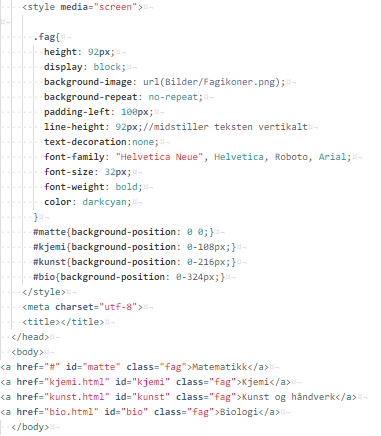 <style media="screen">
.fag{
height: 92px;
display: block;
background-image: url(Bilder/Fagikoner.png);
background-repeat: no-repeat;
padding-left: 100px;
line-height: 92px;//midstiller teksten vertikalt
text-decoration:none;
font-family: "Helvetica Neue", Helvetica, Roboto, Arial;
font-size: 32px;
font-weight: bold;
color: darkcyan;
}
#matte{background-position: 0 0;}
#kjemi{background-position: 0-108px;}
#kunst{background-position: 0-216px;}
#bio{background-position: 0-324px;}
</style>
<meta charset="utf-8">
<title></title>
</head>
<body>
<a href="#" id="matte" class="fag">Matematikk</a>
<a href="kjemi.html" id="kjemi" class="fag">Kjemi</a>
<a href="kunst.html" id="kunst" class="fag">Kunst og håndverk</a>
<a href="bio.html" id="bio" class="fag">Biologi</a>
</body>